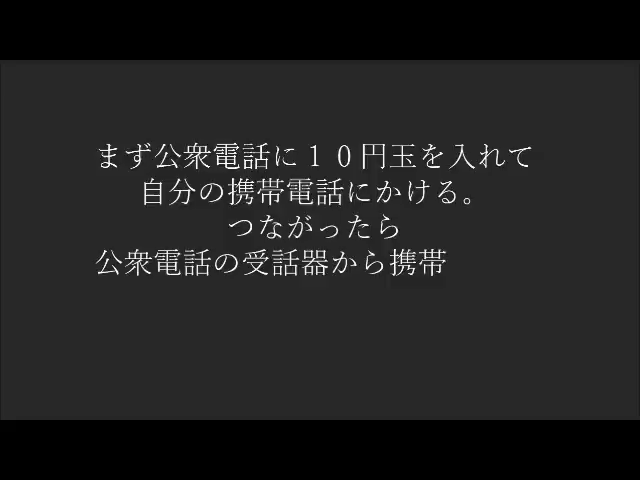 まず公衆電話に１０円玉を入れて
自分の携帯電話にかける。
つながったら
公衆電話の受話器から携帯